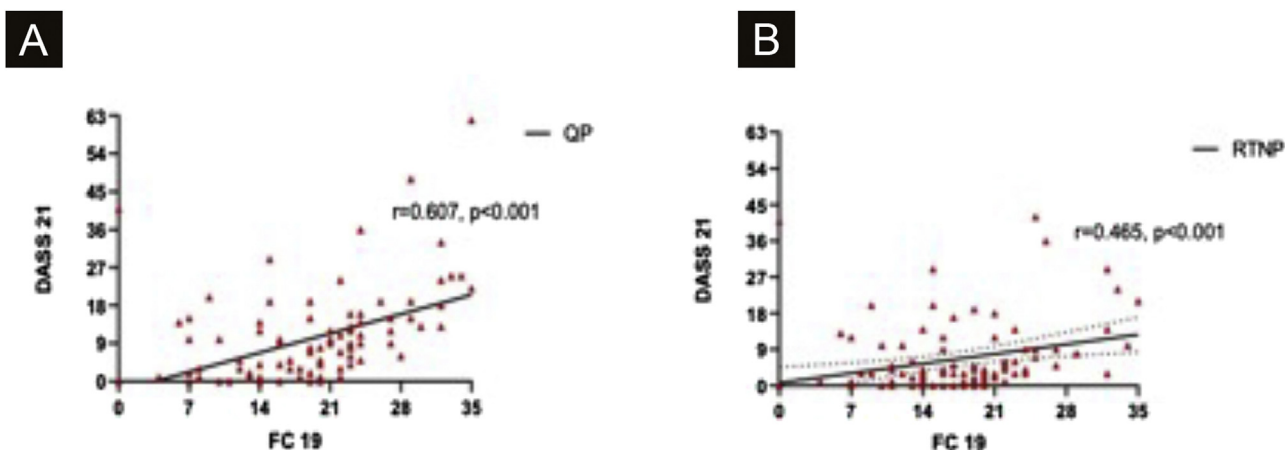 A
63
54
45
36
27
18
9
0
DASS 21
0 7 14 21 28 35
FC 19
QP
r=0.607, p<0.001
B
63
54
45
36
27
18
9
0
DASS 21
0 7 14 21 28 35
FC 19
RTNP
r=0.465, p<0.001